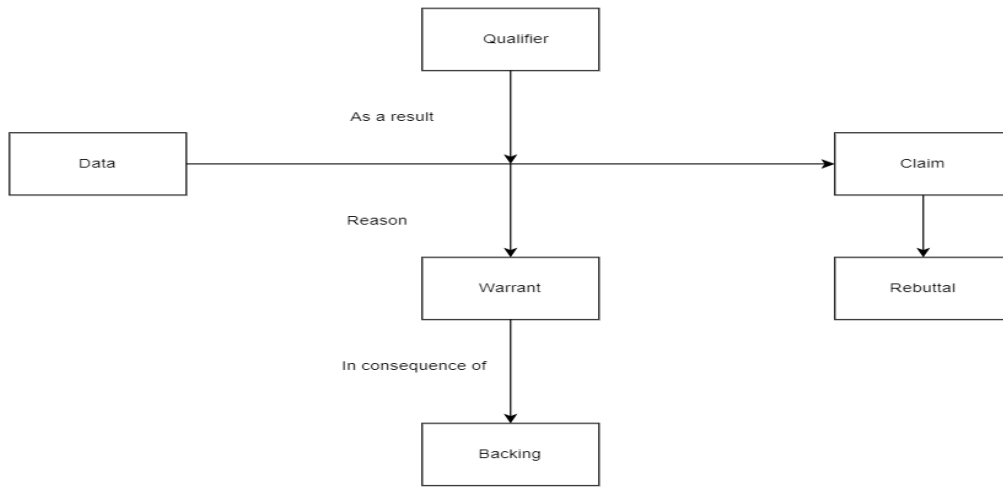 Qualifier
As a result
Data
Claim
Reason
Warrant
Rebuttal
In consequence of
Backing